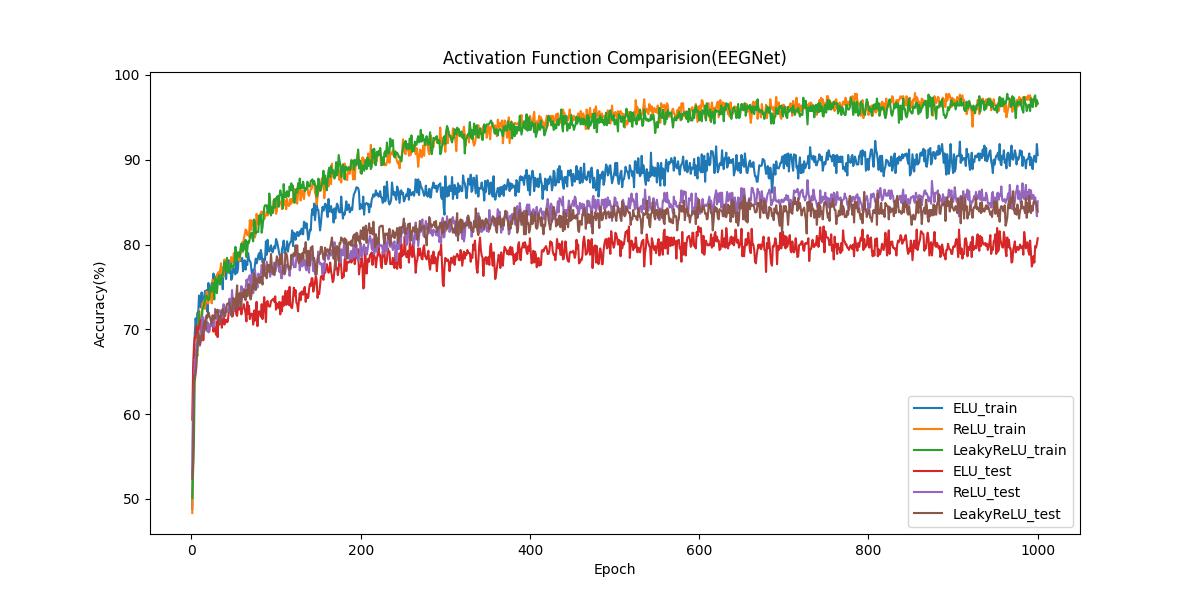 Activation Function Comparision(EEGNet)
100
90
80
70
60
50
Accuracy(%)
0
200
400
600
800
1000
Epoch
ELU_train
ReLU_train
LeakyReLU_train
ELU_test
ReLU_test
LeakyReLU_test